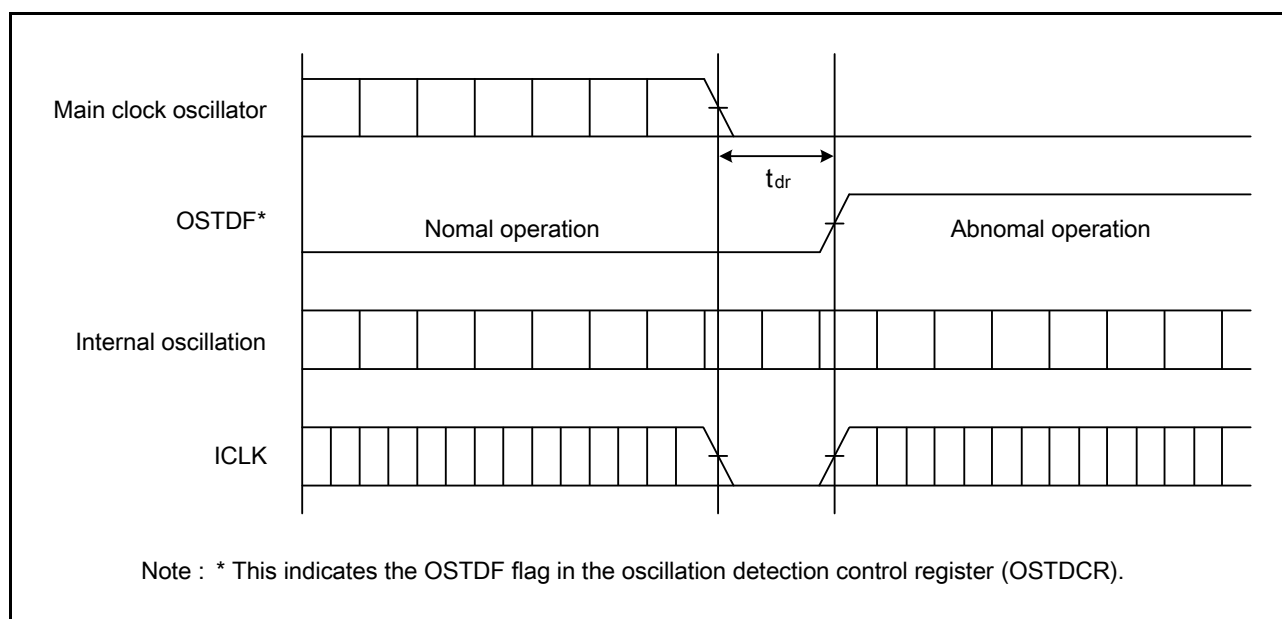 Main clock oscillator
tdr
OSTDF*
Nomal operation
Abnomal operation
Internal oscillation
ICLK
Note : * This indicates the OSTDF flag in the oscillation detection control register (OSTDCR).